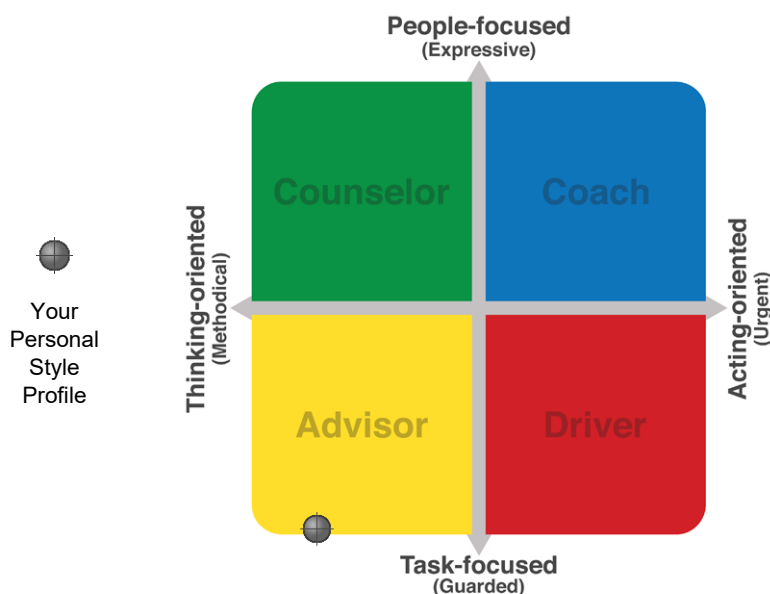 People-focused
(Expressive)
Counselor
Coach
Thinking-oriented
(Methodical)
Acting-oriented
(Urgent)
Your
Personal
Style
Profile
Advisor
Driver
Task-focused
(Guarded)